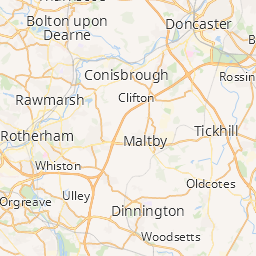 Bolton upon
Dearne
Doncaster
Conisbrough
Rossin
Clifton
Rawmarsh
Rotherham
Maltby
Tickhill
Whiston
Oldcotes
Ulley
Orgreave
Dinnington
Woodsetts